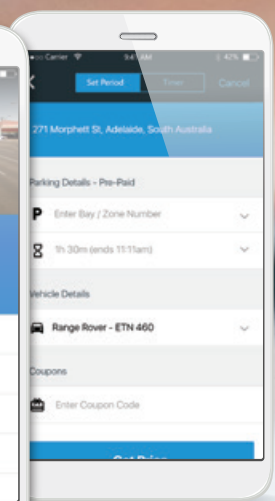 Carrier 9:41 AM 42%
Set Period Timer Cancel
271 Morphett St, Adelaide, South Australia
Parking Details - Pre-Paid
P Enter Bay / Zone Number
1h 30m (ends 11:11am)
Vehicle Details
Range Rover - ETN 460
Coupons
Enter Coupon Code
Get Price